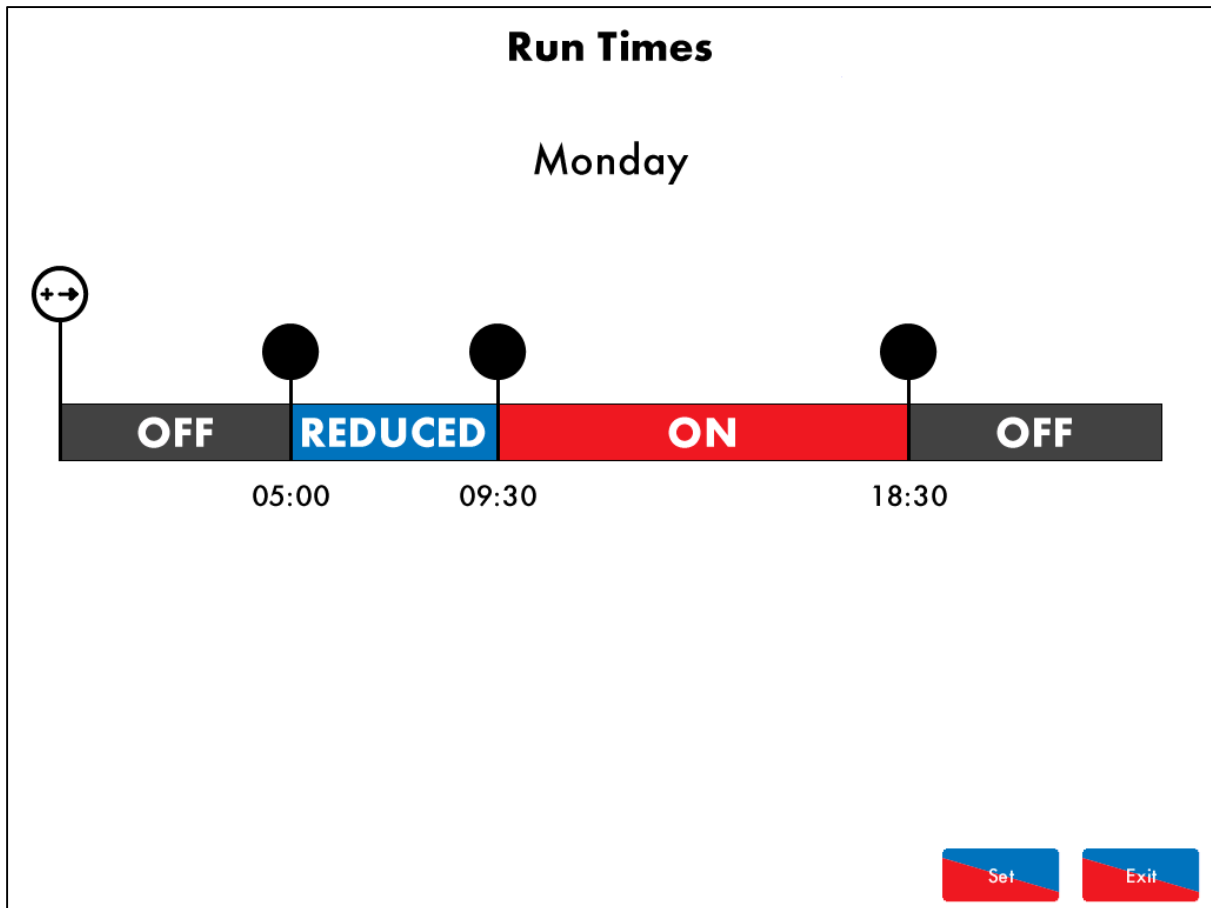 Run Times
Monday
OFF REDUCED ON OFF
05:00 09:30 18:30
Set Exit